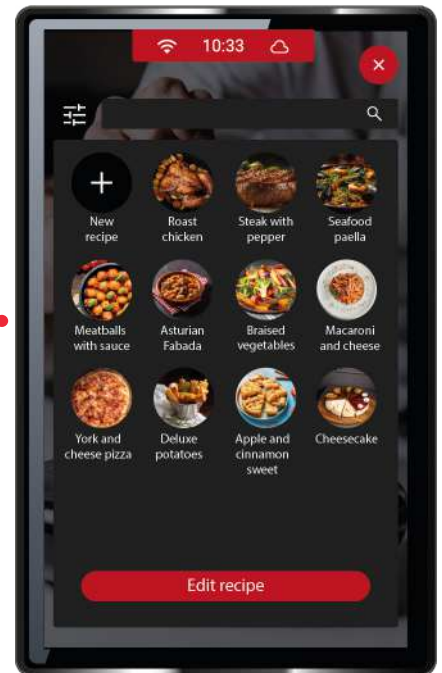 10:33
New
recipe
Roast
chicken
Steak with
pepper
Seafood
paella
Meatballs
with sauce
Asturian
Fabada
Braised
vegetables
Macaroni
and cheese
York and
cheese pizza
Deluxe
potatoes
Apple and
cinnamon
sweet
Cheesecake
Edit recipe